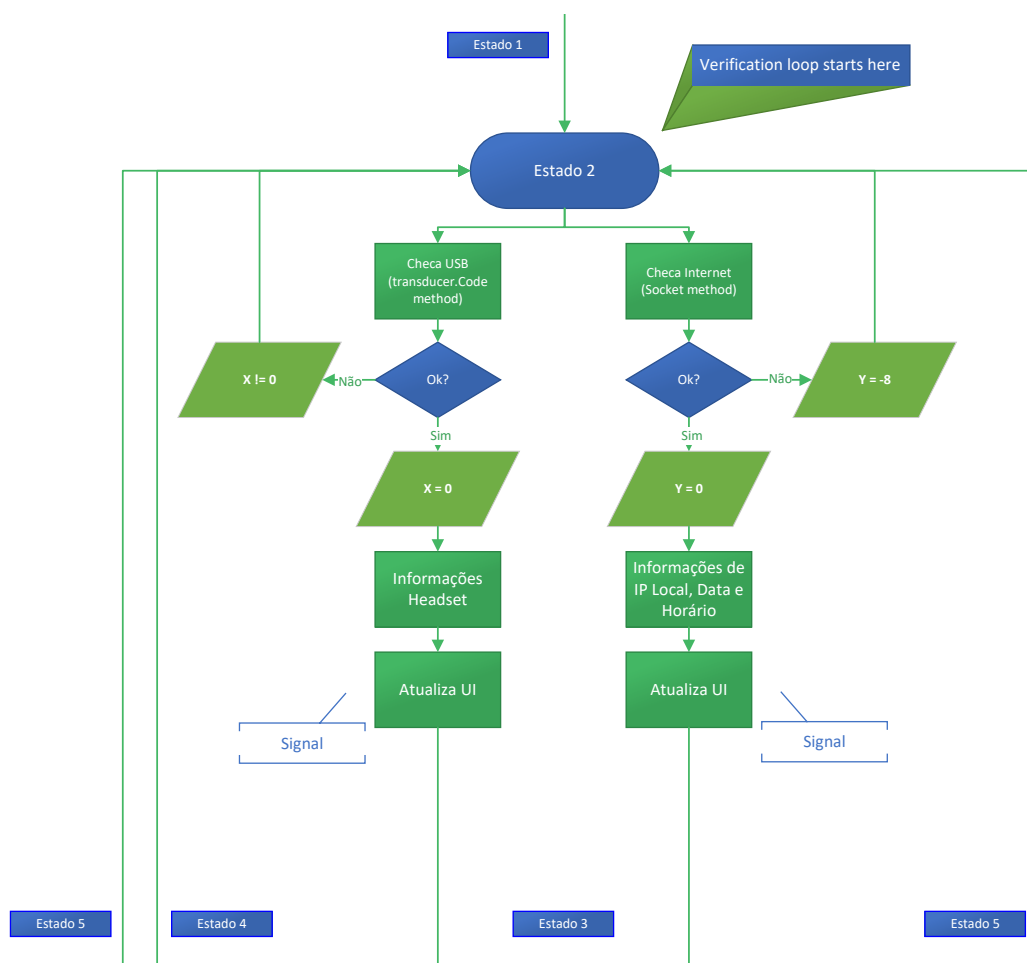 Estado 1
Verification loop starts here
Estado 2
Checa USB
(transducer.Code
method)
Checa Internet
(Socket method)
X != 0
Não
Ok?
Ok?
Não
Y = -8
Sim
Sim
X = 0
Y = 0
Informações
Headset
Informações de
IP Local, Data e
Horário
Atualiza UI
Atualiza UI
Signal
Signal
Estado 5
Estado 4
Estado 3
Estado 5